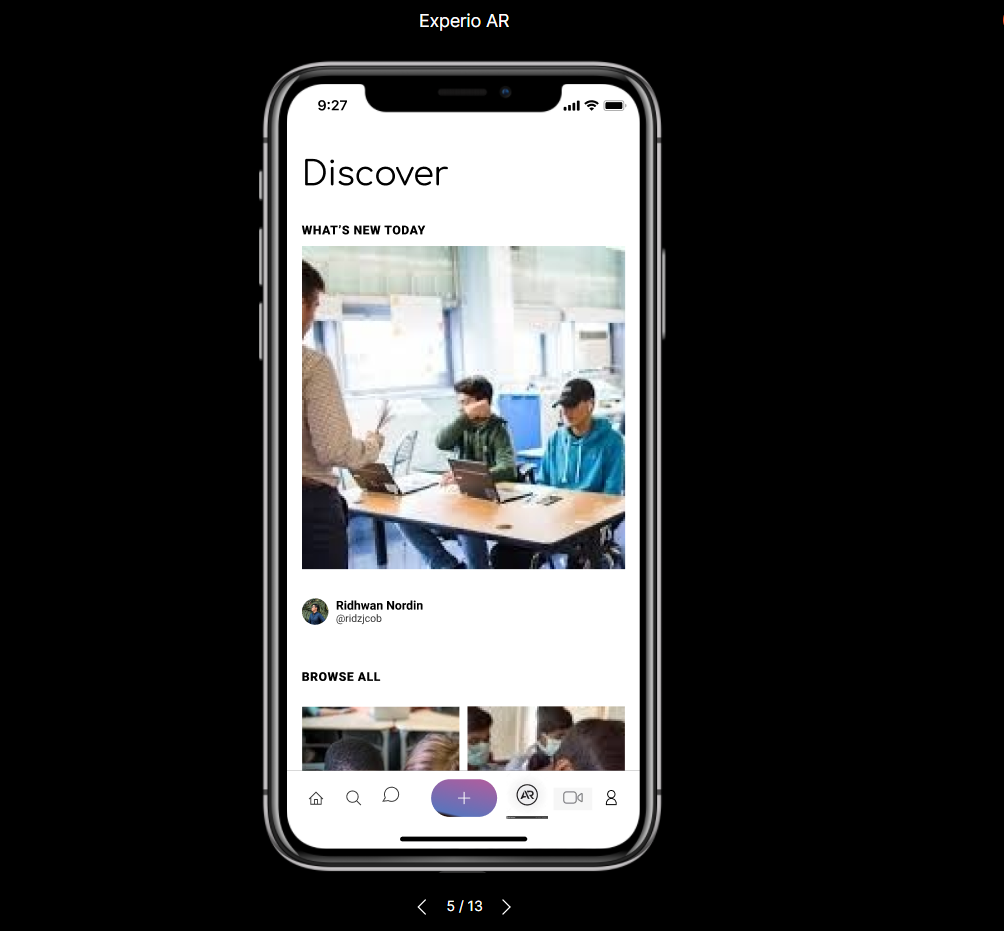 Experio AR
9:27
Discover
WHAT'S NEW TODAY
Ridhwan Nordin
@ridzjcob
BROWSE ALL
AR
5 / 13